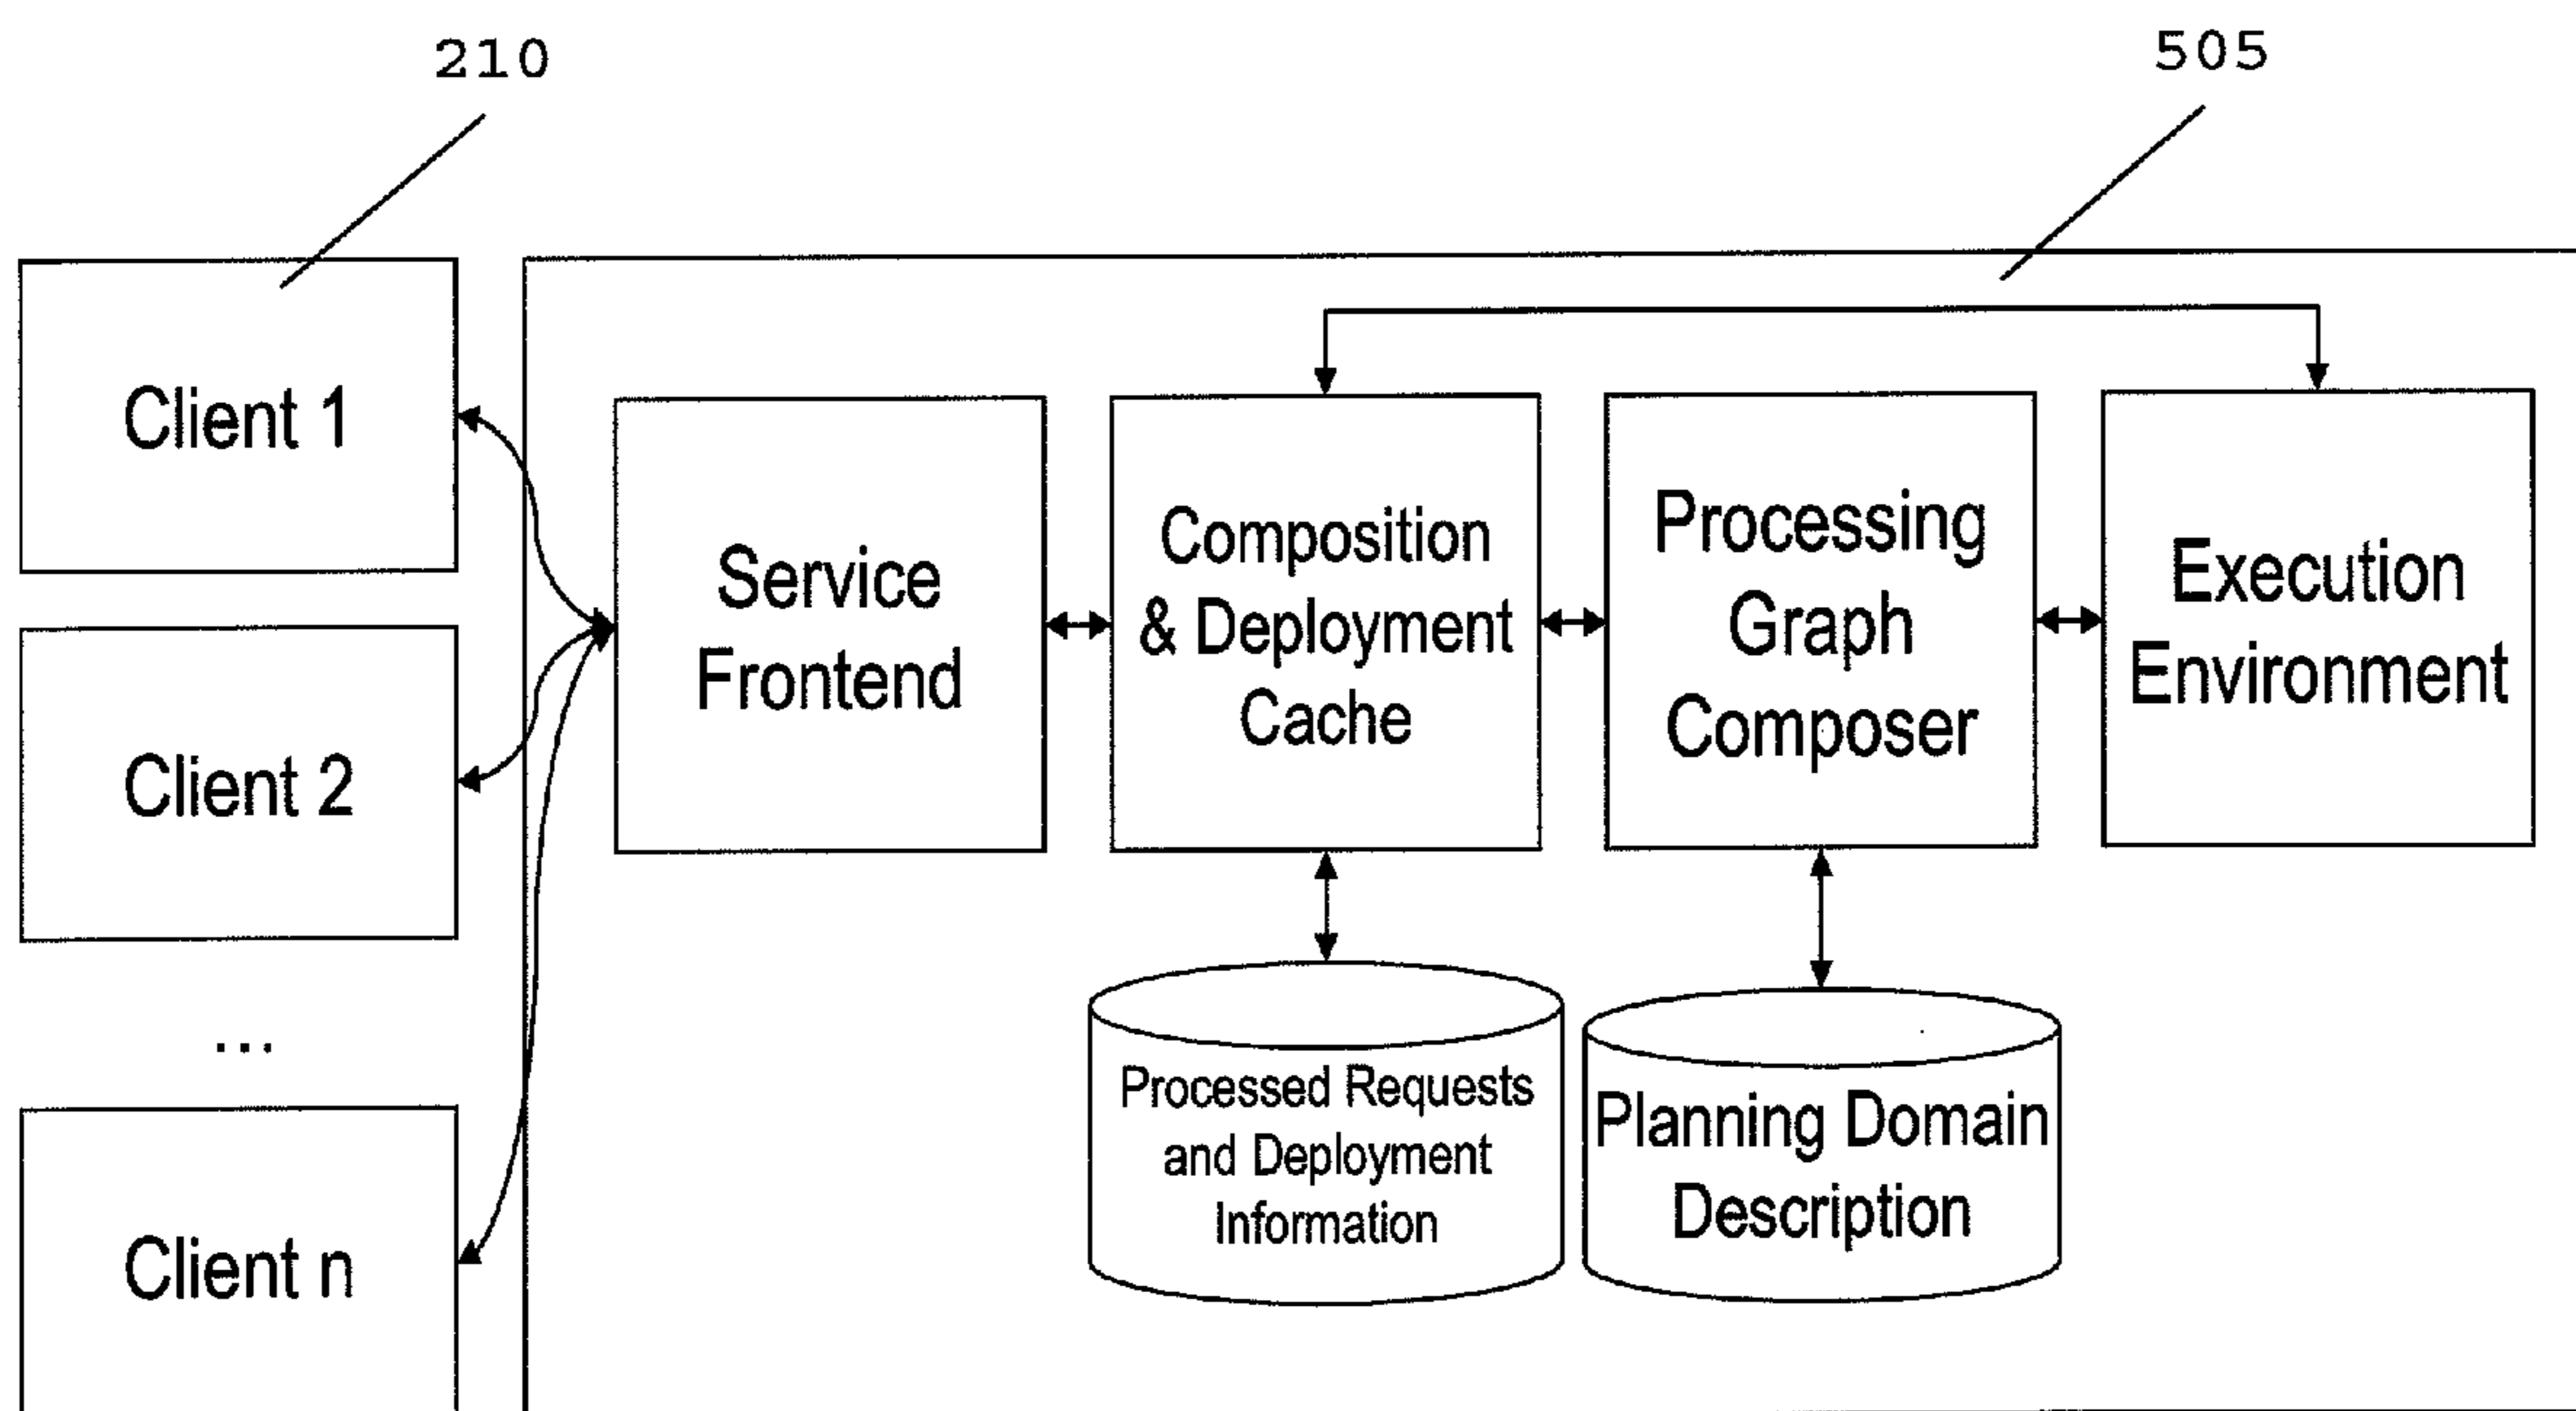 210
505
Client 1
Client 2
...
Client n
Service
Frontend
Composition
& Deployment
Cache
Processing
Graph
Composer
Execution
Environment
Processed Requests
and Deployment
Information
Planning Domain
Description